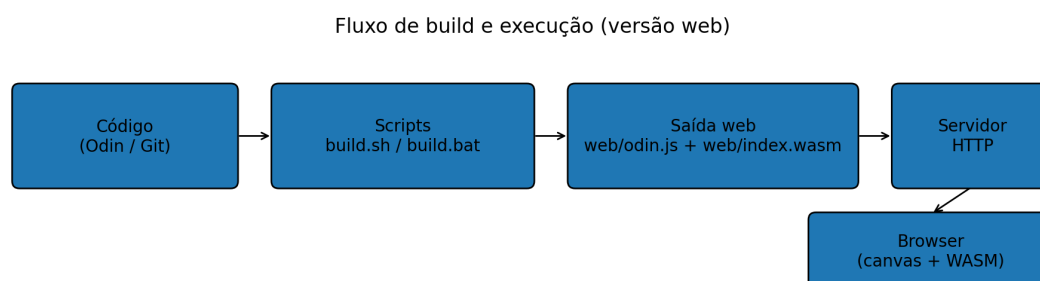 Fluxo de build e execução (versão web)
Código
(Odin / Git)
Scripts
build.sh / build.bat
Saída web
web/odin.js + web/index.wasm
Servidor
HTTP
Browser
(canvas + WASM)